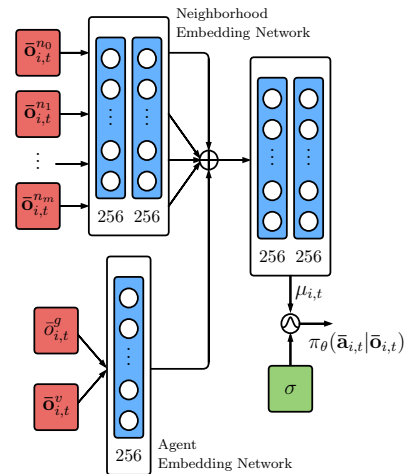 Neighborhood
Embedding Network
ō^{n_0}_{i,t}
ō^{n_1}_{i,t}
⋮
ō^{n_m}_{i,t}
256 256
256 256
μ_{i,t}
π_θ(ā_{i,t}|ō_{i,t})
σ
ō^g_{i,t}
ō^v_{i,t}
256
Agent
Embedding Network